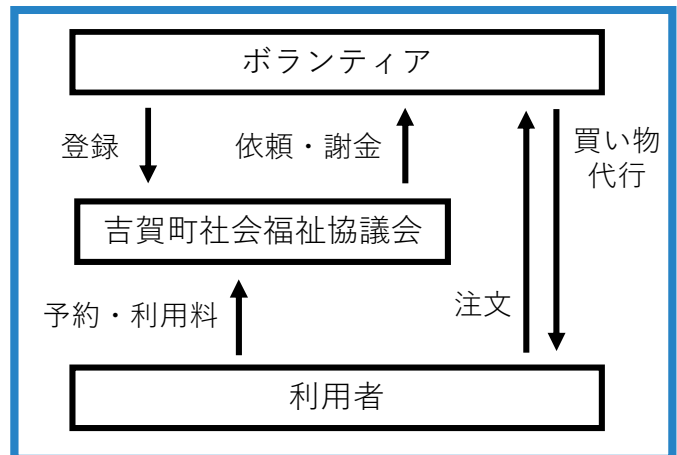 ボランティア
登録
依頼・謝金
買い物
代行
吉賀町社会福祉協議会
予約・利用料
注文
利用者